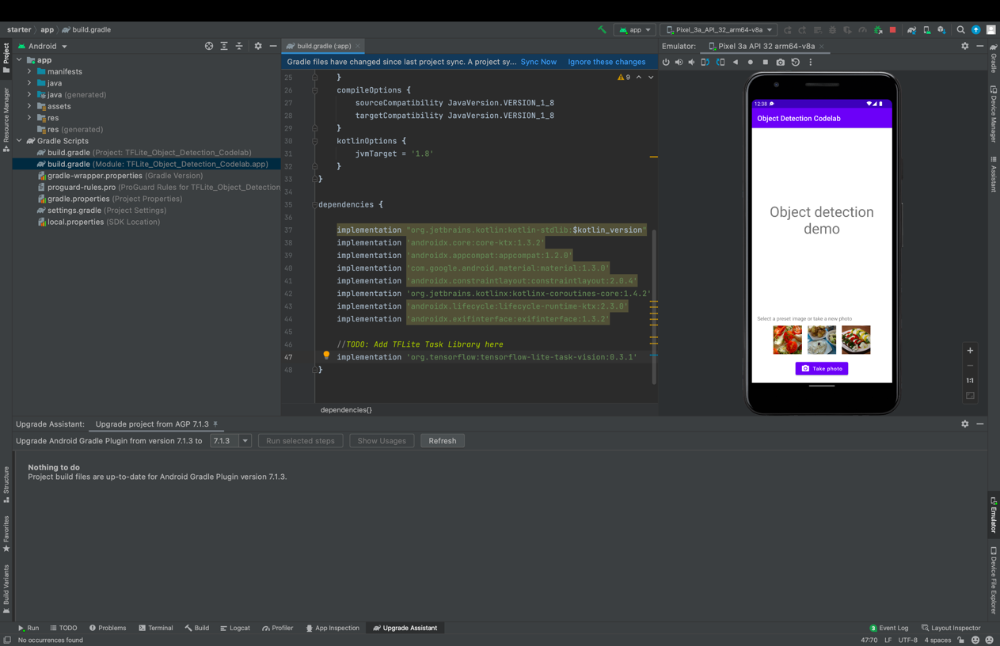 starter app build.gradle
app Pixel_3a_API_32_arm64-v8a
Project
Resource Manager
Structure
Favorites
Build Variants
Android
app
manifests
java
java (generated)
assets
res
res (generated)
Gradle Scripts
build.gradle (Project: TFLite_Object_Detection_Codelab)
build.gradle (Module: TFLite_Object_Detection_Codelab.app)
gradle-wrapper.properties (Gradle Version)
proguard-rules.pro (ProGuard Rules for TFLite_Object_Detection
gradle.properties (Project Properties)
settings.gradle (Project Settings)
local.properties (SDK Location)
build.gradle (:app)
Gradle files have changed since last project sync. A project sy... Sync Now Ignore these changes
9
25 }
26 compileOptions {
27 sourceCompatibility JavaVersion.VERSION_1_8
28 targetCompatibility JavaVersion.VERSION_1_8
29 }
30 kotlinOptions {
31 jvmTarget = '1.8'
32 }
33 }
34
35 dependencies {
36
37 implementation "org.jetbrains.kotlin:kotlin-stdlib:$kotlin_version"
38 implementation 'androidx.core:core-ktx:1.3.2'
39 implementation 'androidx.appcompat:appcompat:1.2.0'
40 implementation 'com.google.android.material:material:1.3.0'
41 implementation 'androidx.constraintlayout:constraintlayout:2.0.4'
42 implementation 'org.jetbrains.kotlinx:kotlinx-coroutines-core:1.4.2'
43 implementation 'androidx.lifecycle:lifecycle-runtime-ktx:2.3.0'
44 implementation 'androidx.exifinterface:exifinterface:1.3.2'
45
46 //TODO: Add TFLite Task Library here
47 implementation 'org.tensorflow:tensorflow-lite-task-vision:0.3.1'
48 }
dependencies{}
Emulator: Pixel 3a API 32 arm64-v8a
12:38
Object Detection Codelab
Object detection
demo
Select a preset image or take a new photo
Take photo
1:1
Gradle
Device Manager
Assistant
Emulator
Device File Explorer
Upgrade Assistant: Upgrade project from AGP 7.1.3
Upgrade Android Gradle Plugin from version 7.1.3 to 7.1.3 Run selected steps Show Usages Refresh
Nothing to do
Project build files are up-to-date for Android Gradle Plugin version 7.1.3.
Run TODO Problems Terminal Build Logcat Profiler App Inspection Upgrade Assistant 3 Event Log Layout Inspector
No occurrences found 47:70 LF UTF-8 4 spaces